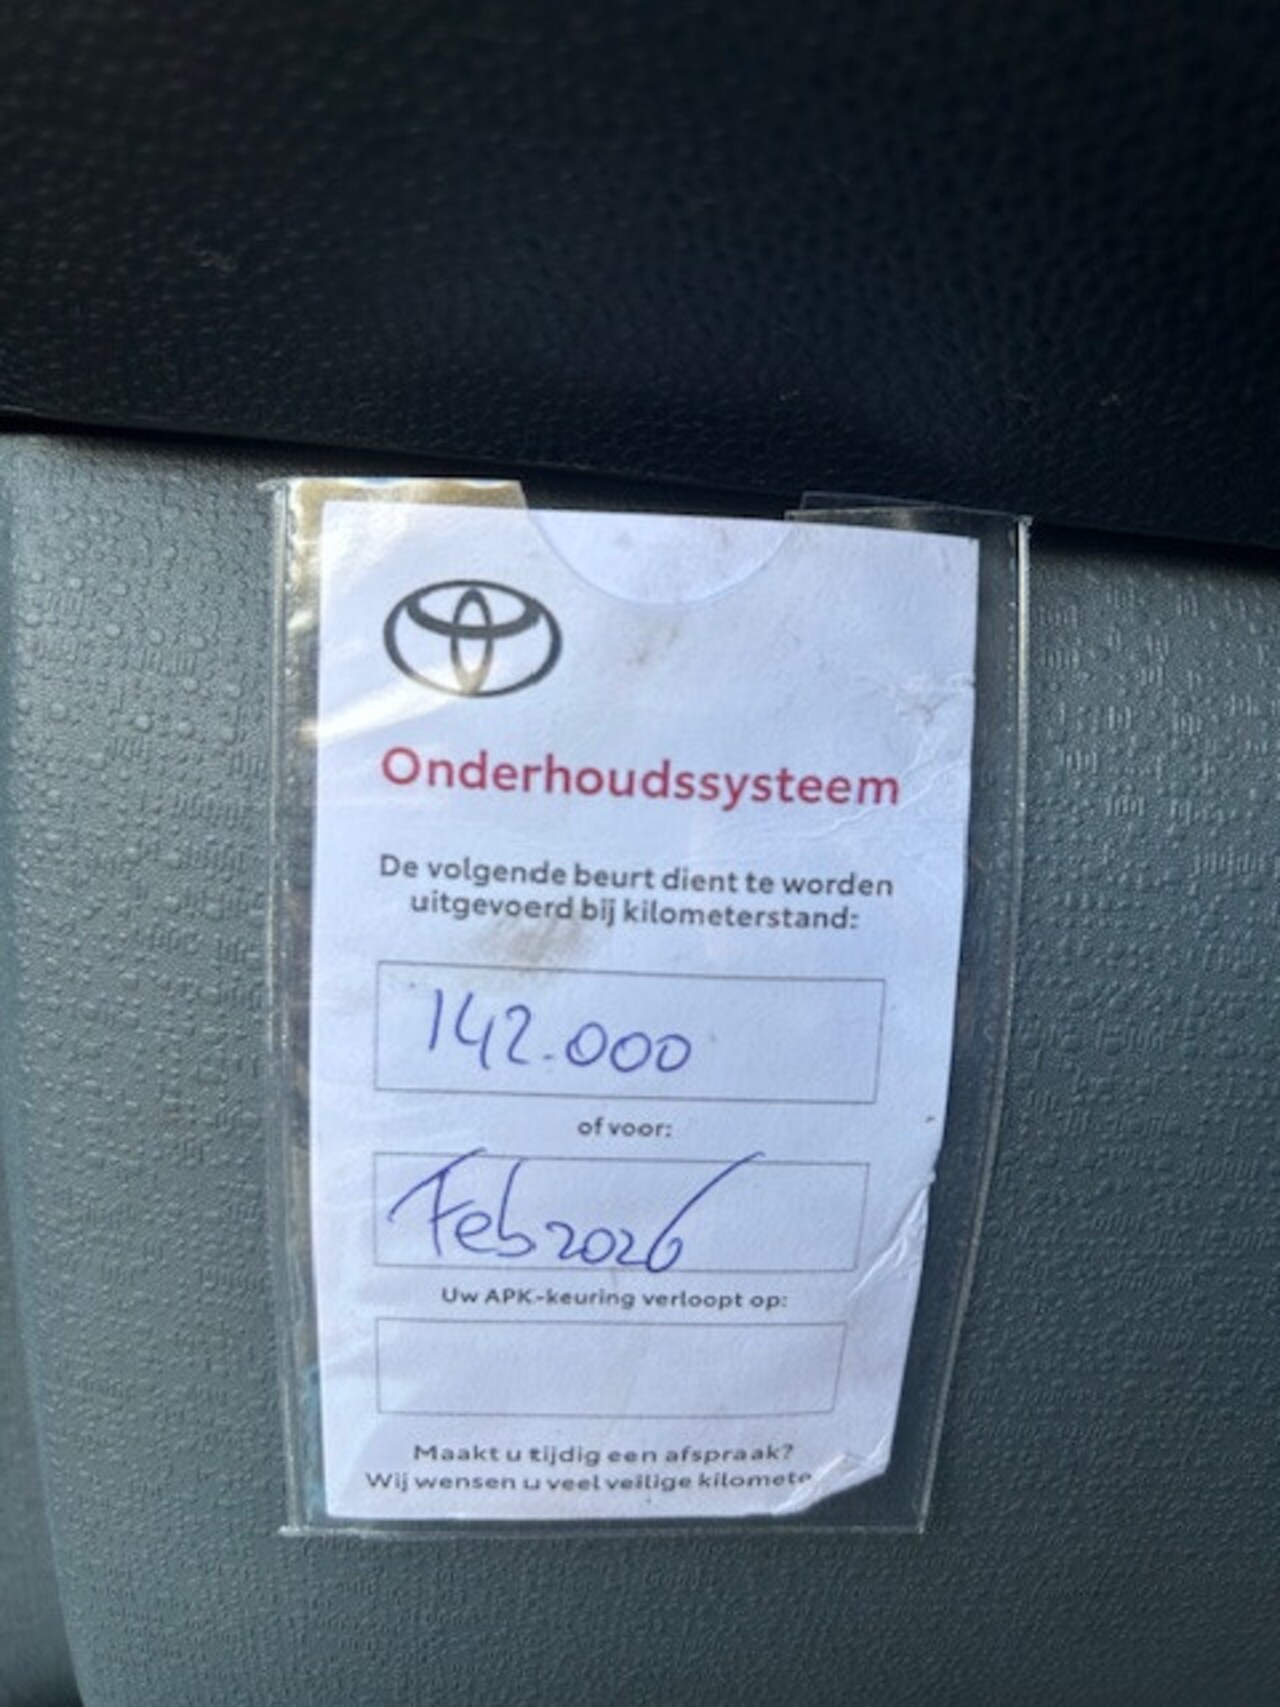 Onderhoudssysteem
De volgende beurt dient te worden
uitgevoerd bij kilometerstand:
142.000
of voor:
Feb 2026
Uw APK-keuring verloopt op:
Maakt u tijdig een afspraak?
Wij wensen u veel veilige kilomete